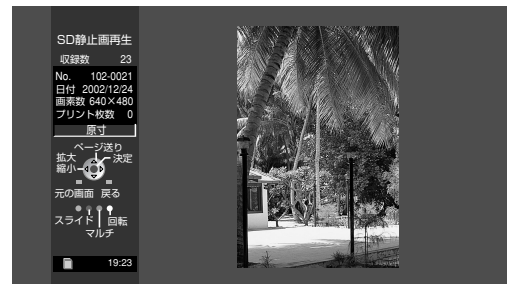 SD静止画再生
収録数 23
No. 102-0021
日付 2002/12/24
画素数 640×480
プリント枚数 0
原寸
ページ送り
拡大 決定
縮小
元の画面 戻る
スライド 回転
マルチ
19:23